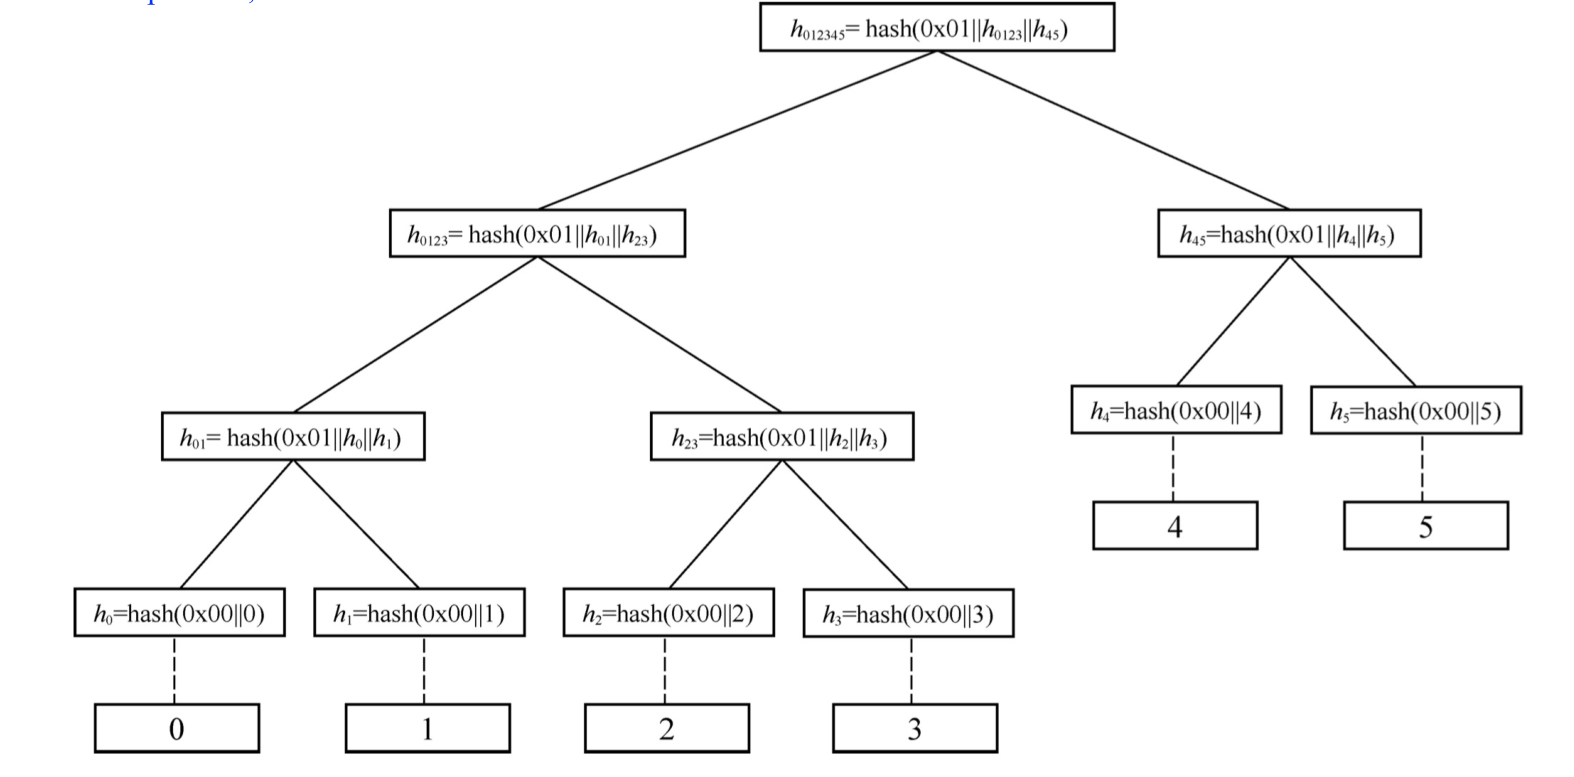 h₀₁₂₃₄₅= hash(0x01||h₀₁₂₃||h₄₅)
h₀₁₂₃= hash(0x01||h₀₁||h₂₃)
h₄₅=hash(0x01||h₄||h₅)
h₄=hash(0x00||4)
h₅=hash(0x00||5)
h₀₁= hash(0x01||h₀||h₁)
h₂₃=hash(0x01||h₂||h₃)
4
5
h₀=hash(0x00||0)
h₁=hash(0x00||1)
h₂=hash(0x00||2)
h₃=hash(0x00||3)
0
1
2
3